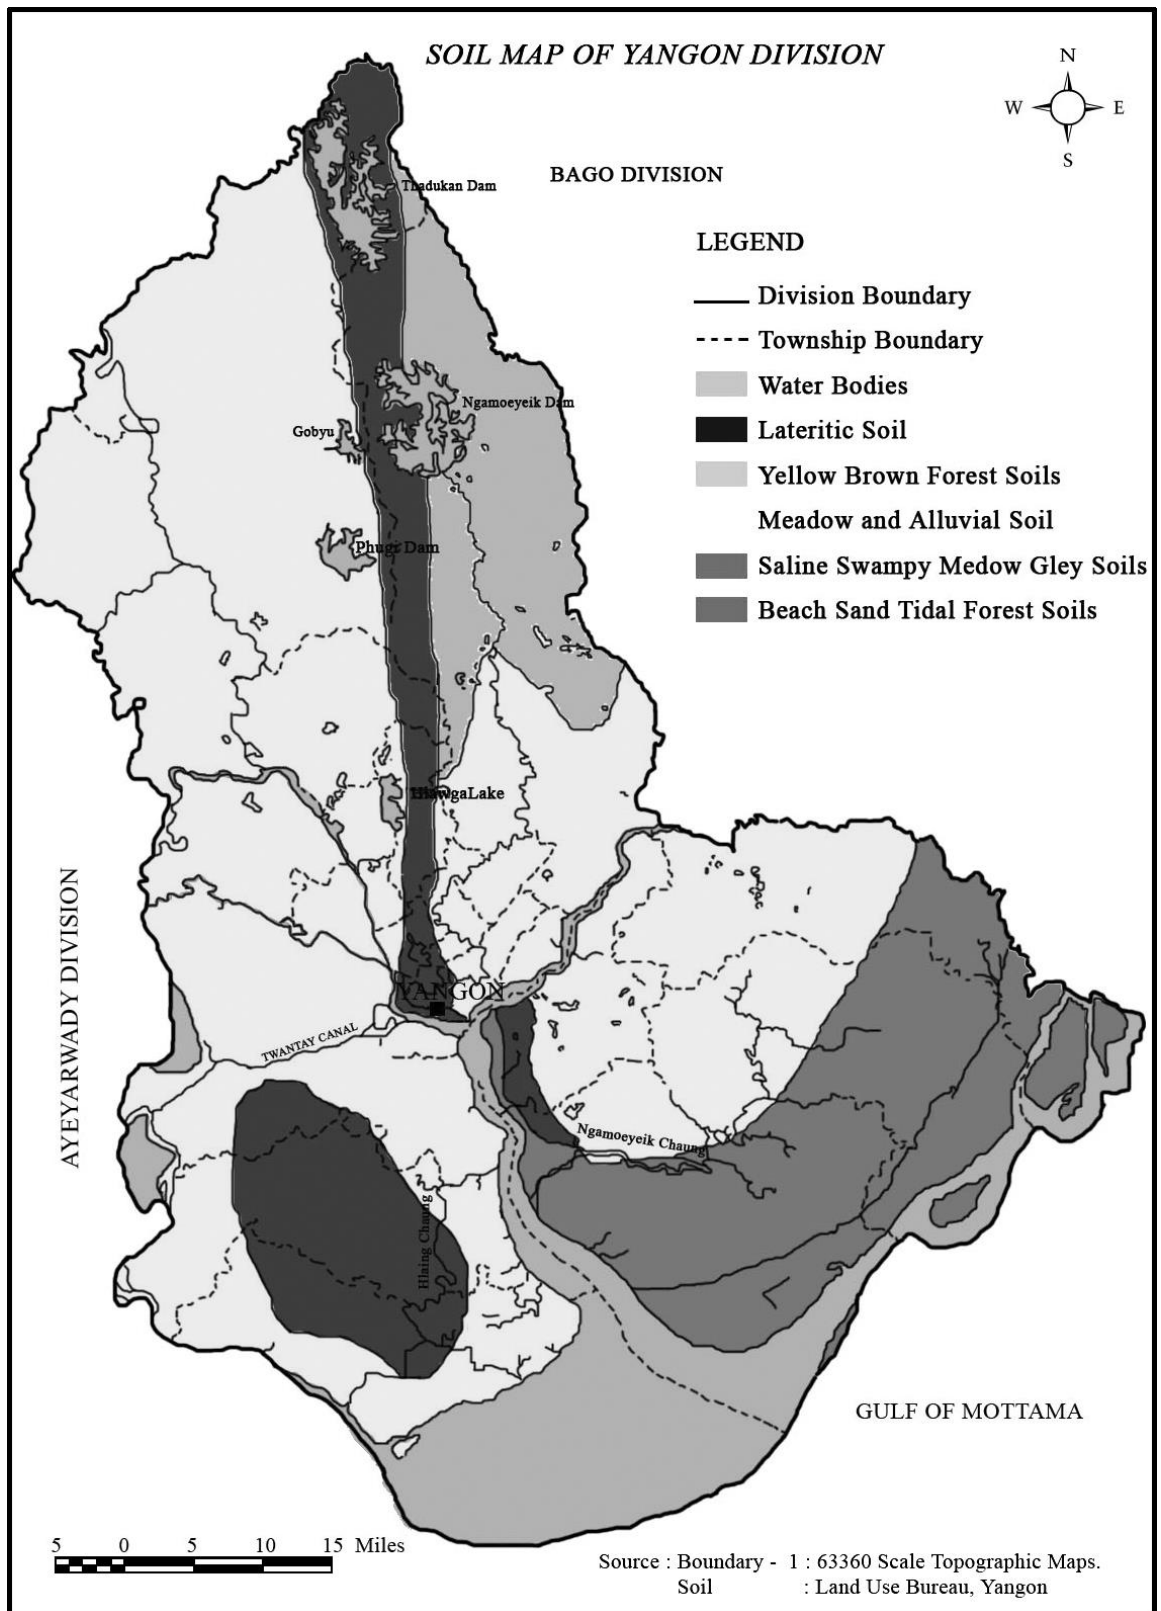 SOIL MAP OF YANGON DIVISION
N
W E
S
BAGO DIVISION
Thadukan Dam
LEGEND
Division Boundary
Township Boundary
Water Bodies
Lateritic Soil
Yellow Brown Forest Soils
Meadow and Alluvial Soil
Saline Swampy Medow Gley Soils
Beach Sand Tidal Forest Soils
Ngamoeyeik Dam
Gobyu
Phugi Dam
HlawgaLake
AYEYARWADY DIVISION
YANGON
TWANTAY CANAL
Ngamoeyeik Chaung
Hlaing Chaung
GULF OF MOTTAMA
5 0 5 10 15 Miles
Source : Boundary - 1 : 63360 Scale Topographic Maps.
Soil : Land Use Bureau, Yangon